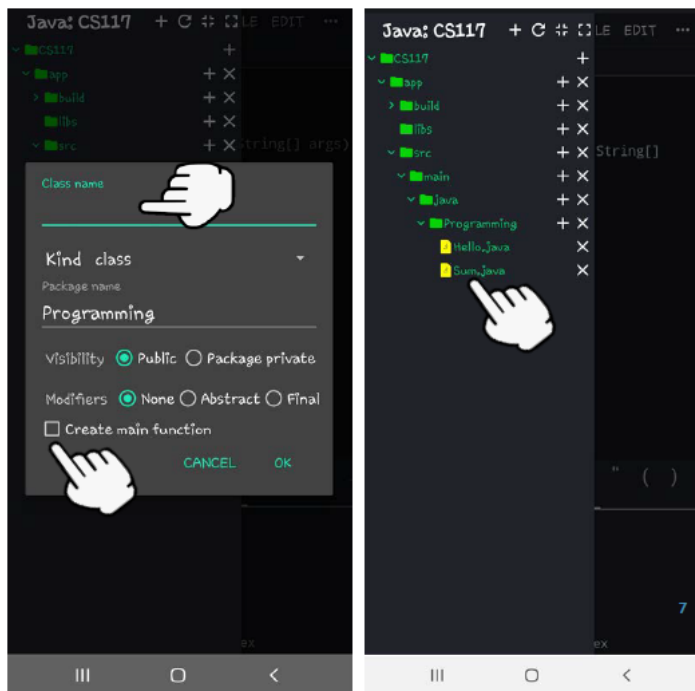 Java: CS117
LE EDIT ...
CS117
app
build
libs
src
String[] args)
Class name
Kind class
Package name
Programming
Visibility Public Package private
Modifiers None Abstract Final
Create main function
CANCEL OK
ex
Java: CS117
LE EDIT ...
CS117
app
build
libs
src
String[]
main
java
Programming
Hello.java
Sum.java
" ( )
7
ex